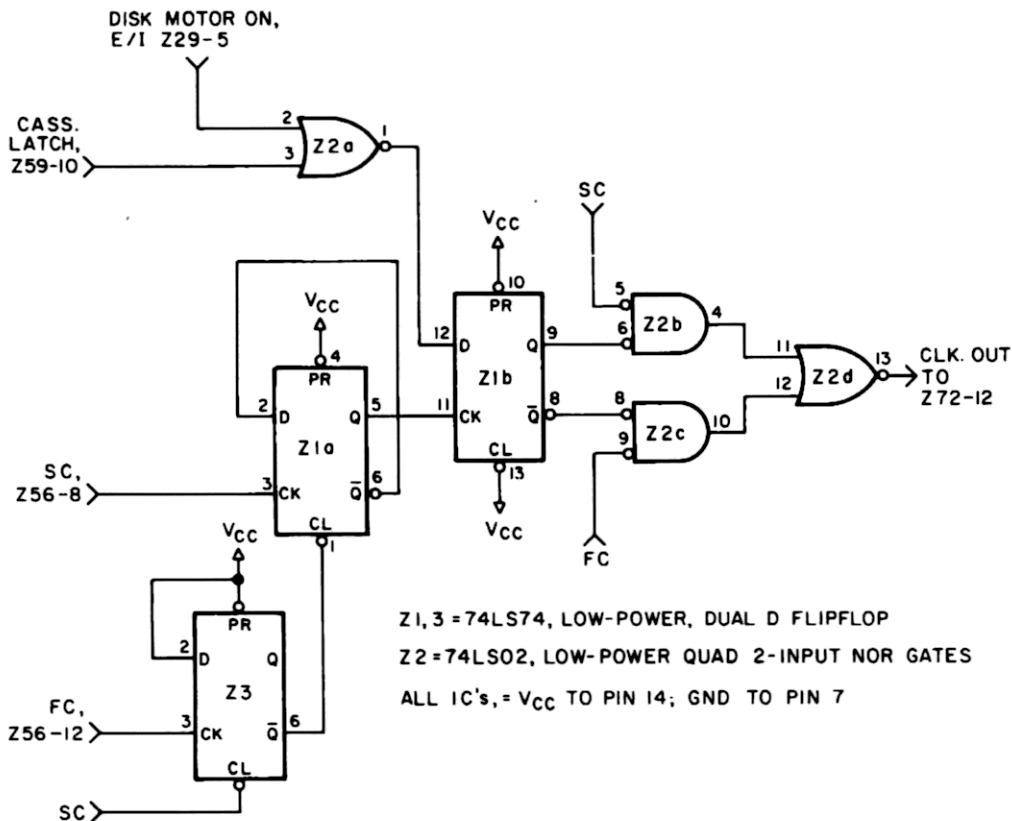 DISK MOTOR ON,
E/I Z29-5
CASS.
LATCH,
Z59-10
2
3
Z2a
1
SC
VCC
10
PR
12
D
Q
9
Z1b
11
CK
Q̅
8
CL
13
VCC
5
6
Z2b
4
8
9
Z2c
10
FC
11
12
Z2d
13
CLK. OUT
TO
Z72-12
VCC
4
PR
2
D
Q
5
Z1a
SC,
Z56-8
3
CK
Q̅
6
CL
1
VCC
PR
2
D
Q
Z3
FC,
Z56-12
3
CK
Q̅
6
CL
SC
Z1,3 = 74LS74, LOW-POWER, DUAL D FLIPFLOP
Z2 = 74LS02, LOW-POWER QUAD 2-INPUT NOR GATES
ALL IC's, = VCC TO PIN 14; GND TO PIN 7